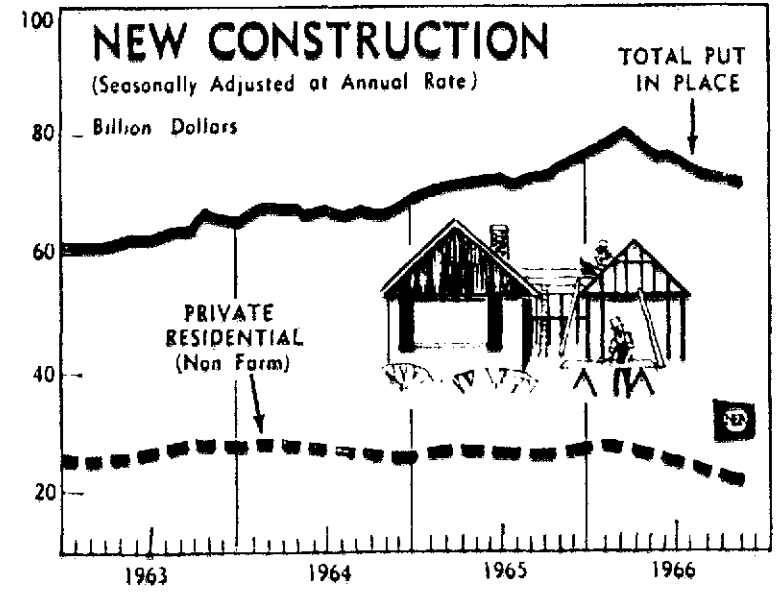 NEW CONSTRUCTION
(Seasonally Adjusted at Annual Rate)
Billion Dollars
TOTAL PUT
IN PLACE
PRIVATE
RESIDENTIAL
(Non Farm)
100
80
60
40
20
1963
1964
1965
1966
NEA